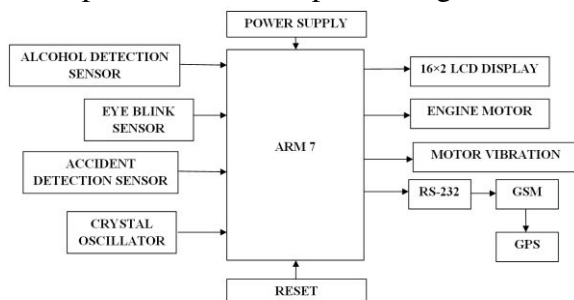 POWER SUPPLY
ALCOHOL DETECTION
SENSOR
EYE BLINK
SENSOR
ACCIDENT
DETECTION SENSOR
CRYSTAL
OSCILLATOR
ARM 7
16×2 LCD DISPLAY
ENGINE MOTOR
MOTOR VIBRATION
RS-232
GSM
GPS
RESET